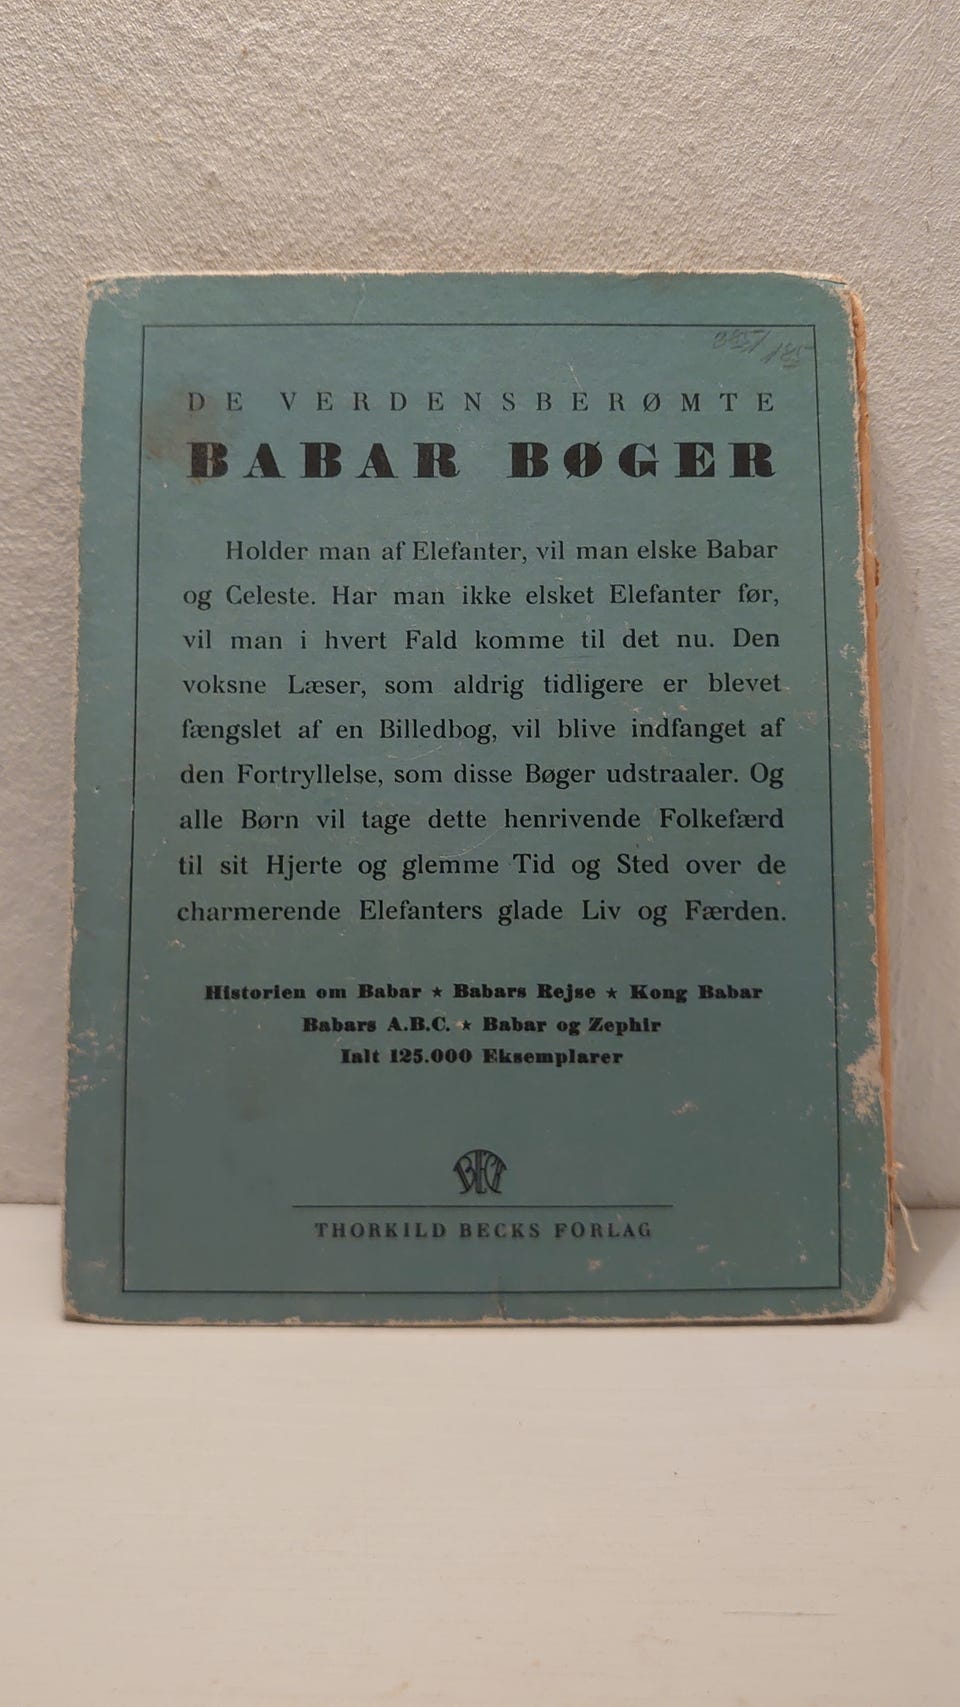 DE VERDENSBERØMTE
BABAR BØGER
Holder man af Elefanter, vil man elske Babar
og Celeste. Har man ikke elsket Elefanter før,
vil man i hvert Fald komme til det nu. Den
voksne Læser, som aldrig tidligere er blevet
fængslet af en Billedbog, vil blive indfanget af
den Fortryllelse, som disse Bøger udstraaler. Og
alle Børn vil tage dette henrivende Folkefærd
til sit Hjerte og glemme Tid og Sted over de
charmerende Elefanters glade Liv og Færden.
Historien om Babar ★ Babars Rejse ★ Kong Babar
Babars A.B.C. ★ Babar og Zephir
Ialt 125.000 Eksemplarer
THORKILD BECKS FORLAG